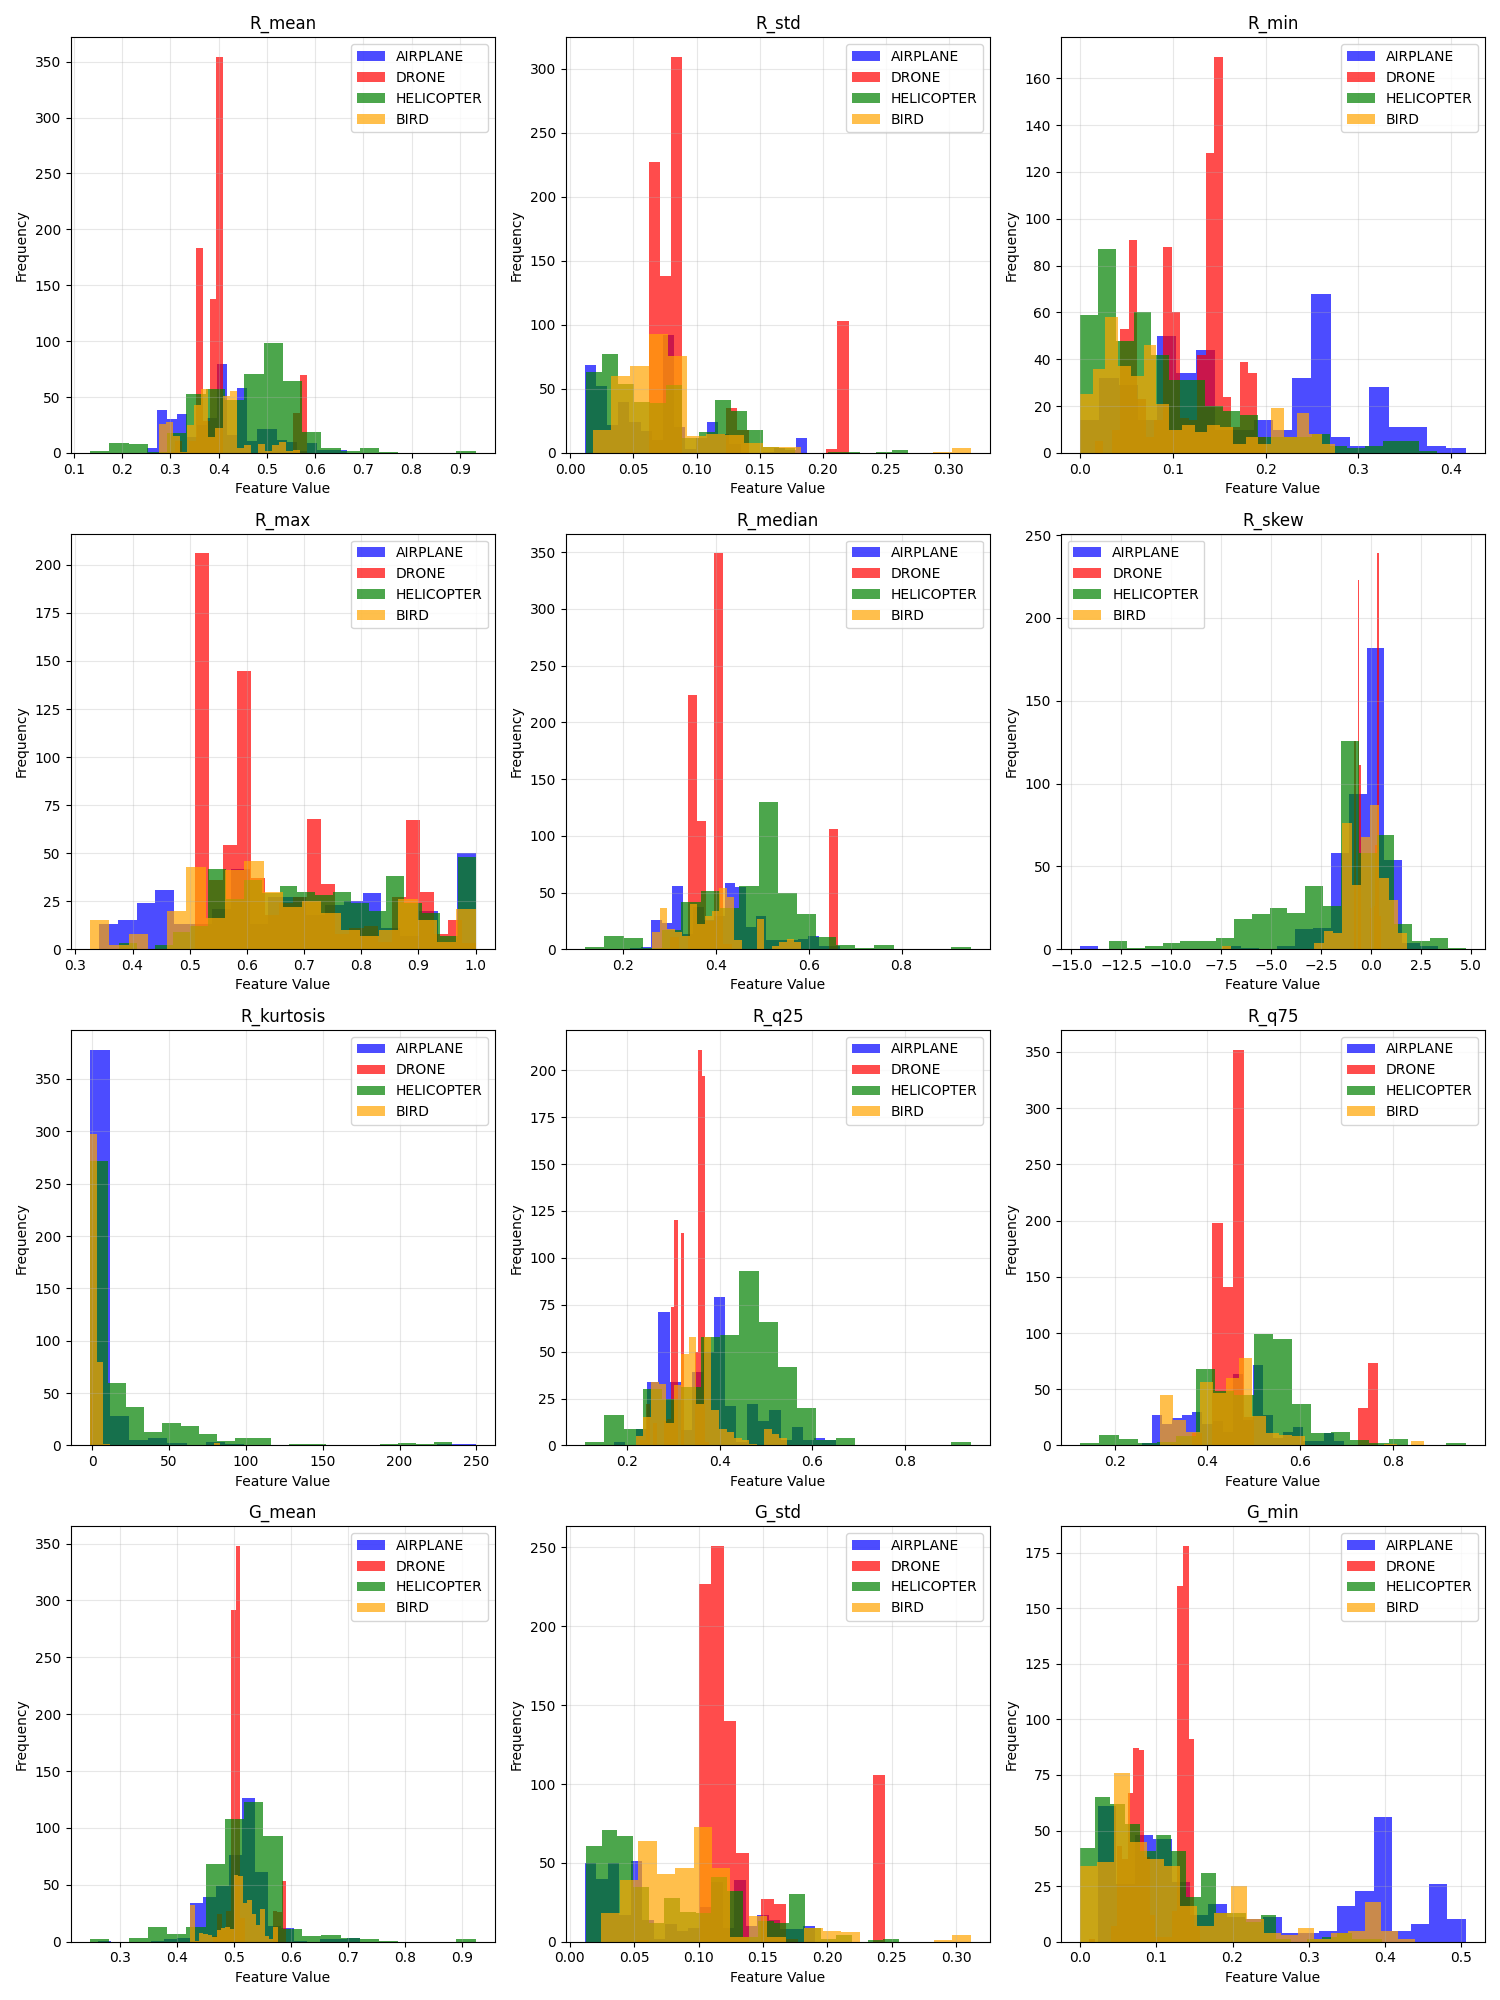 R_mean
R_std
R_min
350
300
250
200
150
100
50
0
Frequency
0.1 0.2 0.3 0.4 0.5 0.6 0.7 0.8 0.9
Feature Value
AIRPLANE
DRONE
HELICOPTER
BIRD
300
250
200
150
100
50
0
Frequency
0.00 0.05 0.10 0.15 0.20 0.25 0.30
Feature Value
AIRPLANE
DRONE
HELICOPTER
BIRD
160
140
120
100
80
60
40
20
0
Frequency
0.0 0.1 0.2 0.3 0.4
Feature Value
AIRPLANE
DRONE
HELICOPTER
BIRD
R_max
R_median
R_skew
200
175
150
125
100
75
50
25
0
Frequency
0.3 0.4 0.5 0.6 0.7 0.8 0.9 1.0
Feature Value
AIRPLANE
DRONE
HELICOPTER
BIRD
350
300
250
200
150
100
50
0
Frequency
0.2 0.4 0.6 0.8
Feature Value
AIRPLANE
DRONE
HELICOPTER
BIRD
250
200
150
100
50
0
Frequency
−15.0 −12.5 −10.0 −7.5 −5.0 −2.5 0.0 2.5 5.0
Feature Value
AIRPLANE
DRONE
HELICOPTER
BIRD
R_kurtosis
R_q25
R_q75
350
300
250
200
150
100
50
0
Frequency
0 50 100 150 200 250
Feature Value
AIRPLANE
DRONE
HELICOPTER
BIRD
200
175
150
125
100
75
50
25
0
Frequency
0.2 0.4 0.6 0.8
Feature Value
AIRPLANE
DRONE
HELICOPTER
BIRD
350
300
250
200
150
100
50
0
Frequency
0.2 0.4 0.6 0.8
Feature Value
AIRPLANE
DRONE
HELICOPTER
BIRD
G_mean
G_std
G_min
350
300
250
200
150
100
50
0
Frequency
0.3 0.4 0.5 0.6 0.7 0.8 0.9
Feature Value
AIRPLANE
DRONE
HELICOPTER
BIRD
250
200
150
100
50
0
Frequency
0.00 0.05 0.10 0.15 0.20 0.25 0.30
Feature Value
AIRPLANE
DRONE
HELICOPTER
BIRD
175
150
125
100
75
50
25
0
Frequency
0.0 0.1 0.2 0.3 0.4 0.5
Feature Value
AIRPLANE
DRONE
HELICOPTER
BIRD